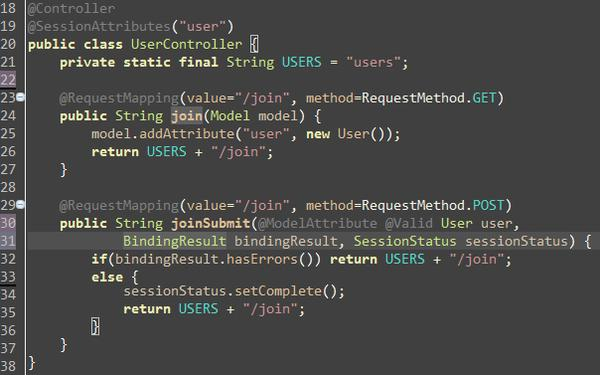 18 @Controller
19 @SessionAttributes("user")
20 public class UserController {
21     private static final String USERS = "users";
22
23     @RequestMapping(value="/join", method=RequestMethod.GET)
24     public String join(Model model) {
25         model.addAttribute("user", new User());
26         return USERS + "/join";
27     }
28
29     @RequestMapping(value="/join", method=RequestMethod.POST)
30     public String joinSubmit(@ModelAttribute @Valid User user,
31             BindingResult bindingResult, SessionStatus sessionStatus) {
32         if(bindingResult.hasErrors()) return USERS + "/join";
33         else {
34             sessionStatus.setComplete();
35             return USERS + "/join";
36         }
37     }
38 }